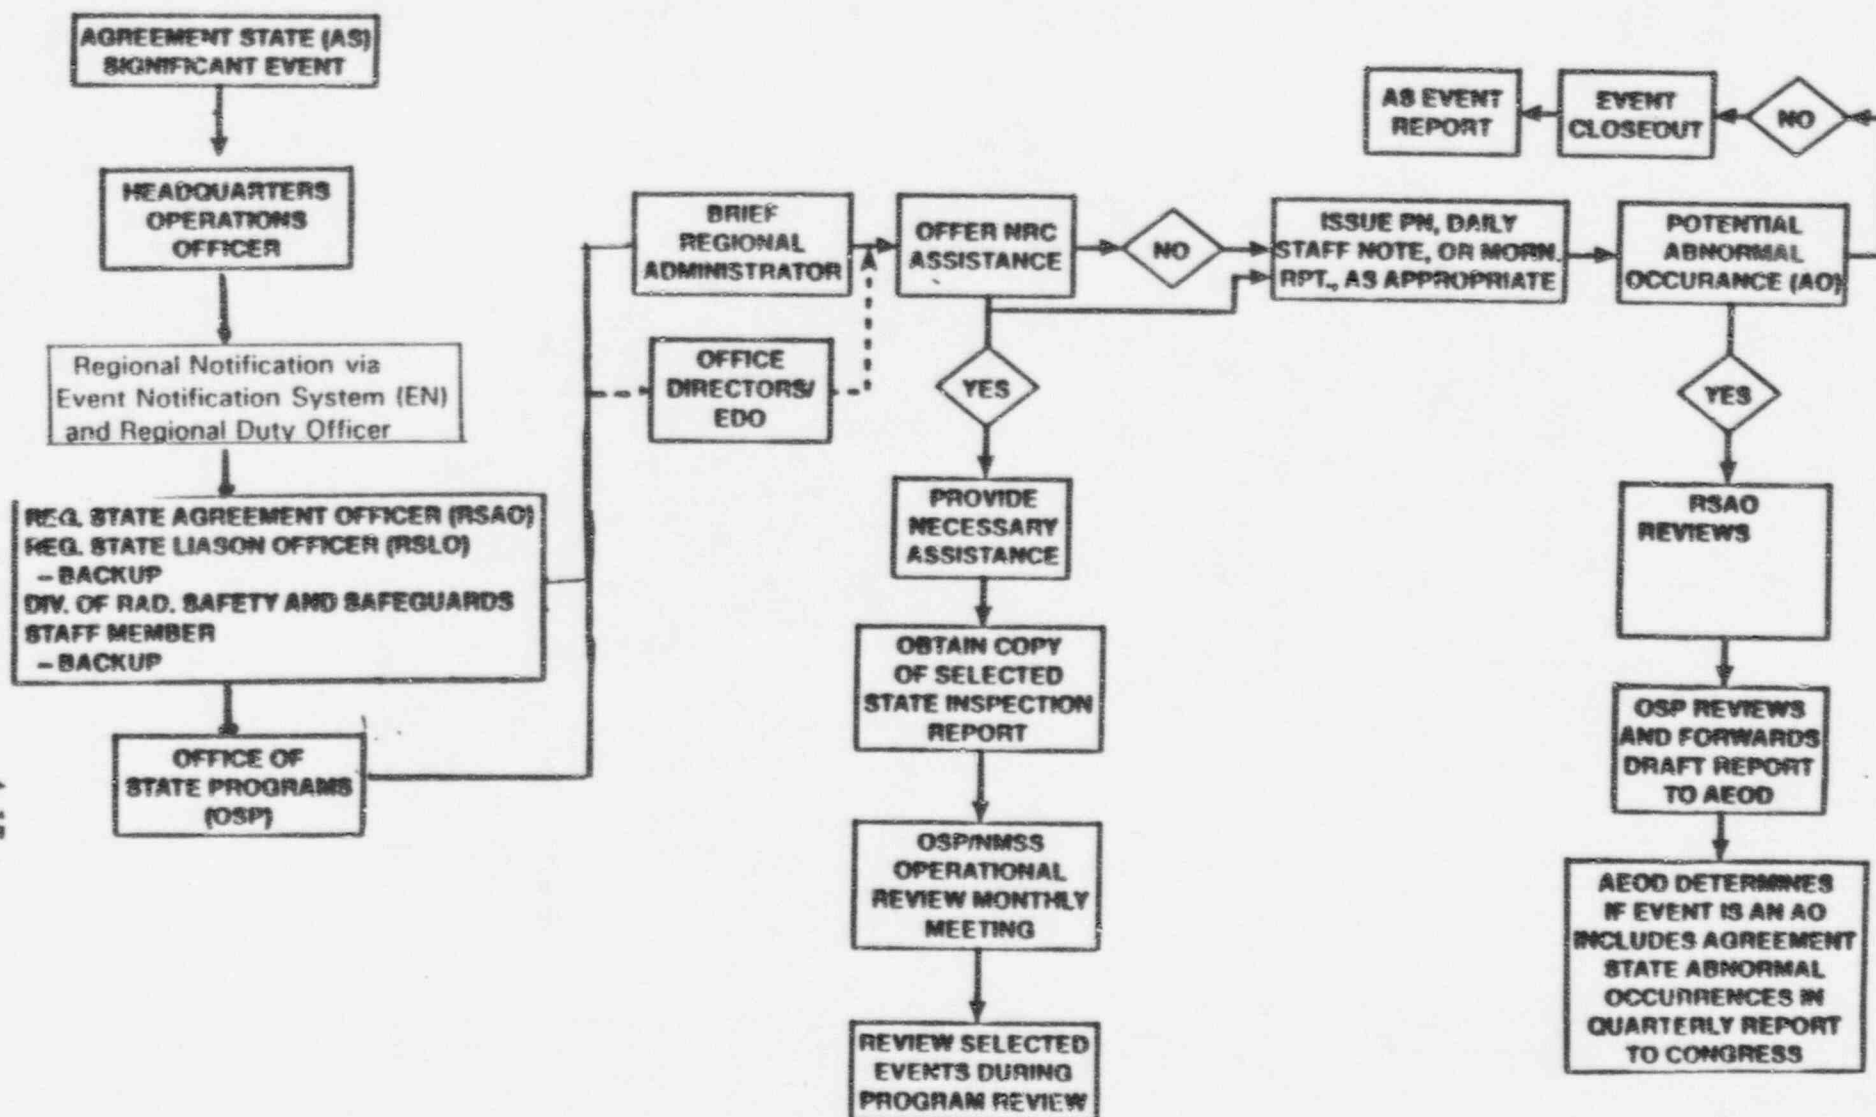 AGREEMENT STATE (AS)
SIGNIFICANT EVENT
HEADQUARTERS
OPERATIONS
OFFICER
Regional Notification via
Event Notification System (EN)
and Regional Duty Officer
REG. STATE AGREEMENT OFFICER (RSAO)
REG. STATE LIASON OFFICER (RSLO)
– BACKUP
DIV. OF RAD. SAFETY AND SAFEGUARDS
STAFF MEMBER
– BACKUP
OFFICE OF
STATE PROGRAMS
(OSP)
BRIEF
REGIONAL
ADMINISTRATOR
OFFICE
DIRECTORS/
EDO
OFFER NRC
ASSISTANCE
NO
YES
PROVIDE
NECESSARY
ASSISTANCE
OBTAIN COPY
OF SELECTED
STATE INSPECTION
REPORT
OSP/NMSS
OPERATIONAL
REVIEW MONTHLY
MEETING
REVIEW SELECTED
EVENTS DURING
PROGRAM REVIEW
ISSUE PN, DAILY
STAFF NOTE, OR MORN.
RPT., AS APPROPRIATE
POTENTIAL
ABNORMAL
OCCURANCE (AO)
NO
EVENT
CLOSEOUT
AS EVENT
REPORT
YES
RSAO
REVIEWS
OSP REVIEWS
AND FORWARDS
DRAFT REPORT
TO AEOD
AEOD DETERMINES
IF EVENT IS AN AO
INCLUDES AGREEMENT
STATE ABNORMAL
OCCURRENCES IN
QUARTERLY REPORT
TO CONGRESS